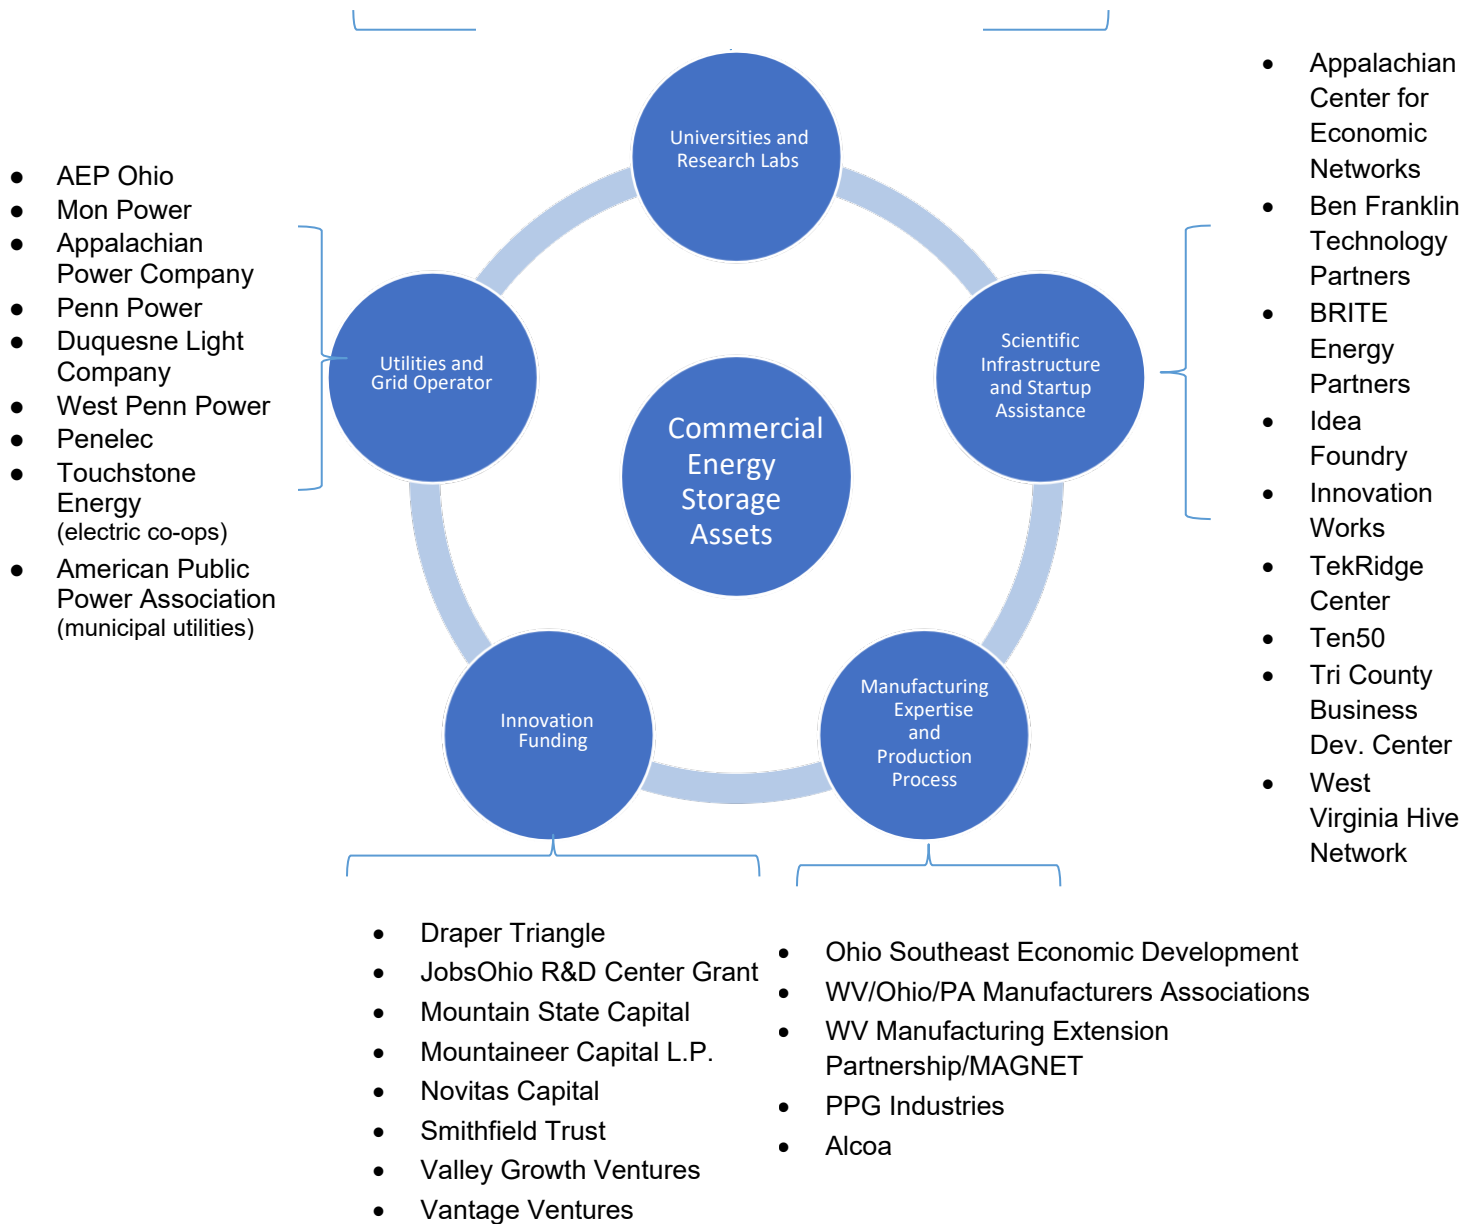 Universities and
Research Labs
● AEP Ohio
● Mon Power
● Appalachian
Power Company
● Penn Power
● Duquesne Light
Company
● West Penn Power
● Penelec
● Touchstone
Energy
(electric co-ops)
● American Public
Power Association
(municipal utilities)
Utilities and
Grid Operator
Commercial
Energy
Storage
Assets
Scientific
Infrastructure
and Startup
Assistance
• Appalachian
Center for
Economic
Networks
• Ben Franklin
Technology
Partners
• BRITE
Energy
Partners
• Idea
Foundry
• Innovation
Works
• TekRidge
Center
• Ten50
• Tri County
Business
Dev. Center
• West
Virginia Hive
Network
Innovation
Funding
Manufacturing
Expertise
and
Production
Process
• Draper Triangle
• JobsOhio R&D Center Grant
• Mountain State Capital
• Mountaineer Capital L.P.
• Novitas Capital
• Smithfield Trust
• Valley Growth Ventures
• Vantage Ventures
• Ohio Southeast Economic Development
• WV/Ohio/PA Manufacturers Associations
• WV Manufacturing Extension
Partnership/MAGNET
• PPG Industries
• Alcoa